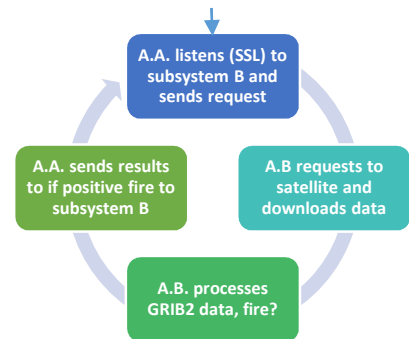 A.A. listens (SSL) to
subsystem B and
sends request
A.B requests to
satellite and
downloads data
A.B. processes
GRIB2 data, fire?
A.A. sends results
to if positive fire to
subsystem B